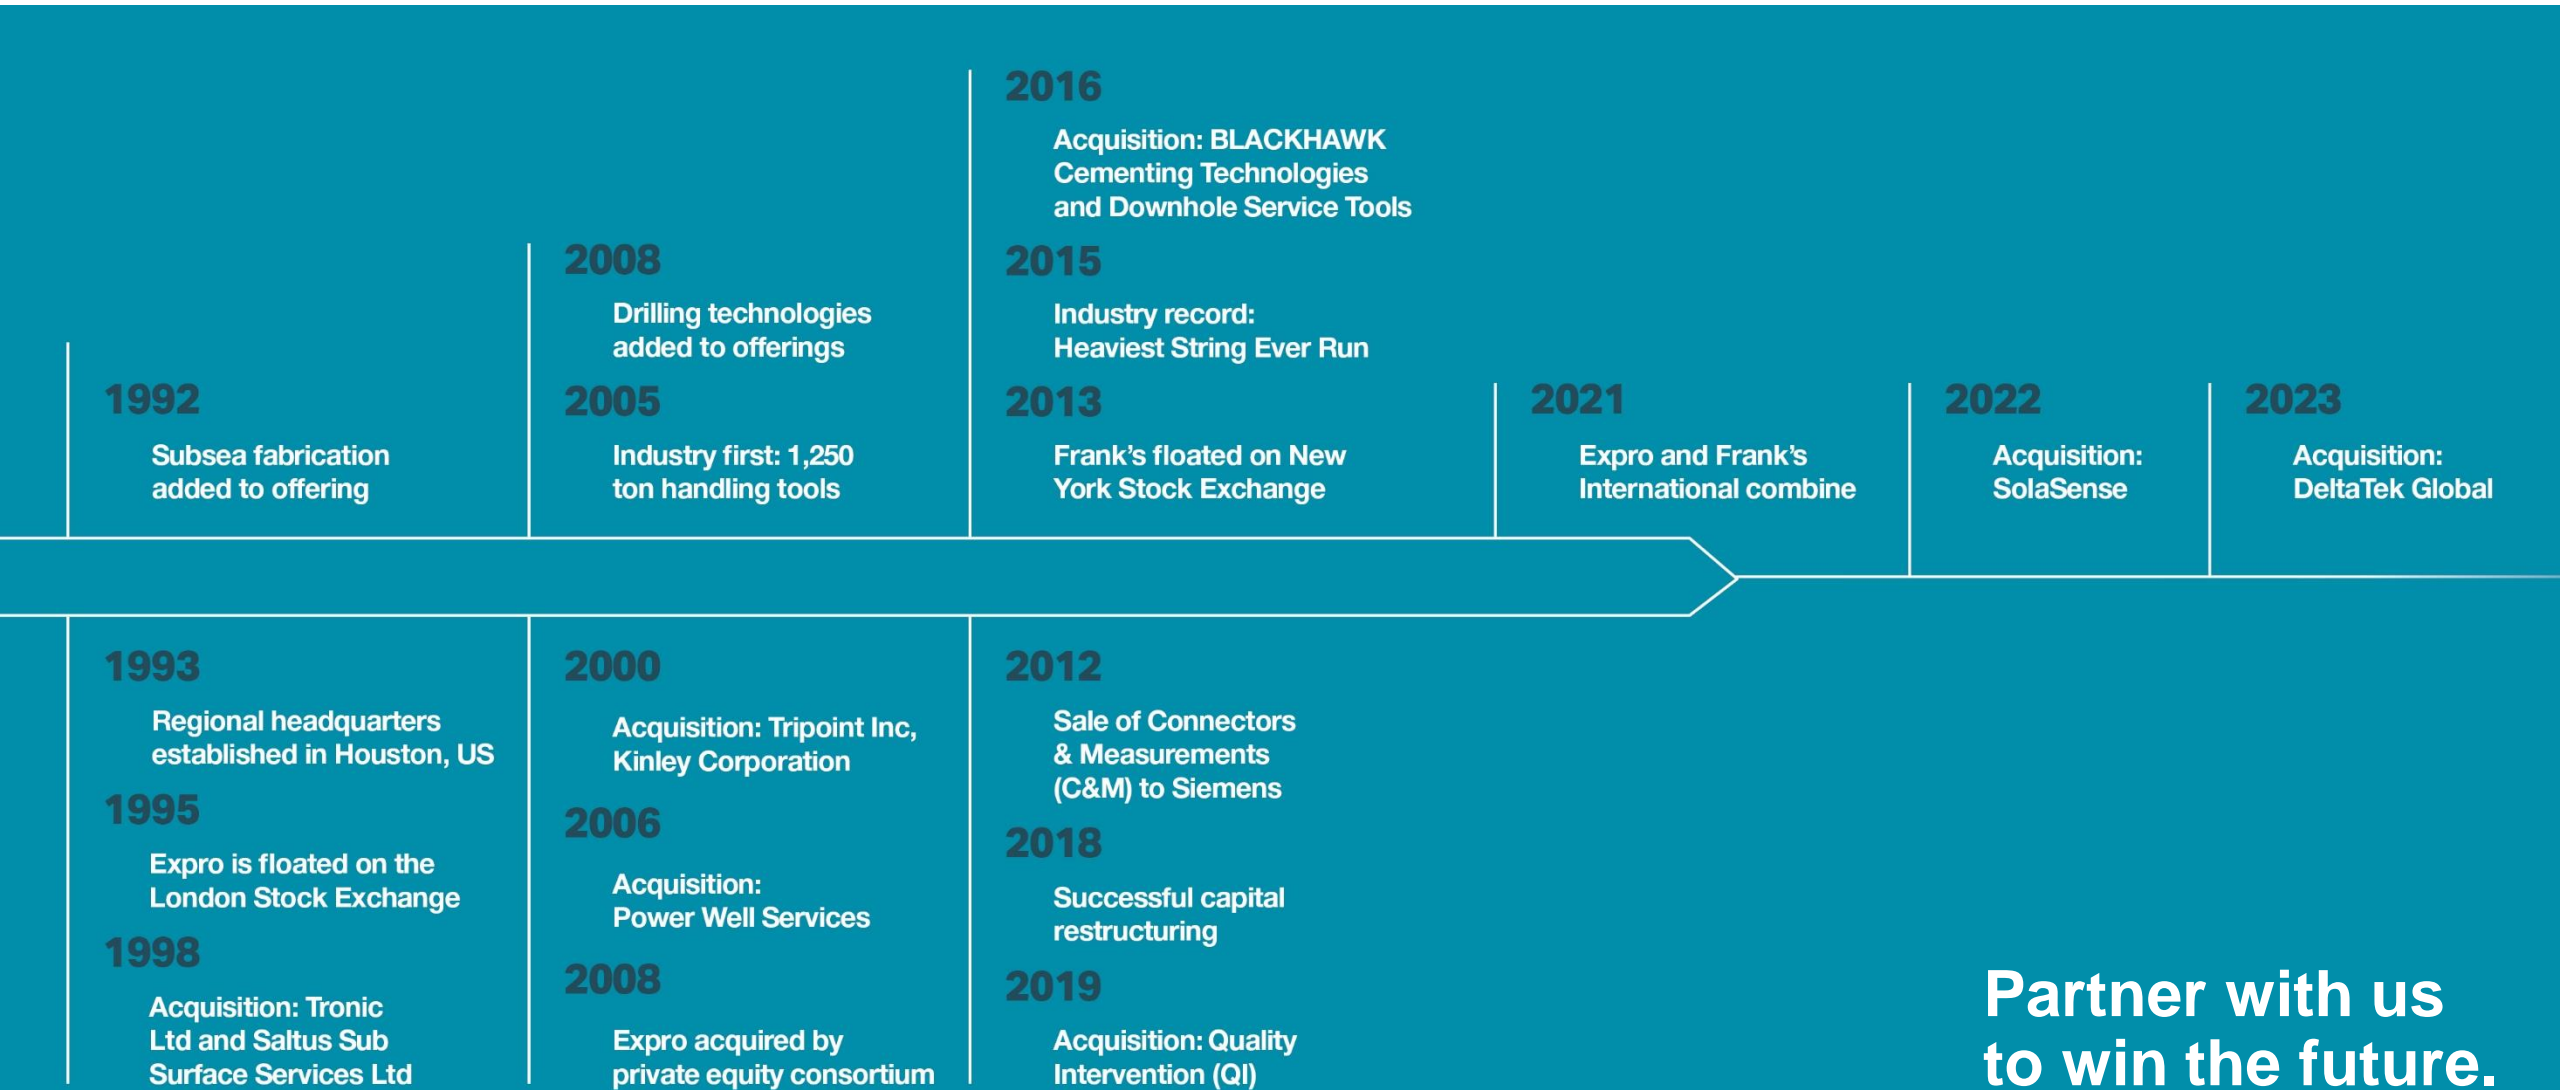 1992
Subsea fabrication
added to offering
2008
Drilling technologies
added to offerings
2005
Industry first: 1,250
ton handling tools
2016
Acquisition: BLACKHAWK
Cementing Technologies
and Downhole Service Tools
2015
Industry record:
Heaviest String Ever Run
2013
Frank's floated on New
York Stock Exchange
2021
Expro and Frank's
International combine
2022
Acquisition:
SolaSense
2023
Acquisition:
DeltaTek Global
1993
Regional headquarters
established in Houston, US
1995
Expro is floated on the
London Stock Exchange
1998
Acquisition: Tronic
Ltd and Saltus Sub
Surface Services Ltd
2000
Acquisition: Tripoint Inc,
Kinley Corporation
2006
Acquisition:
Power Well Services
2008
Expro acquired by
private equity consortium
2012
Sale of Connectors
& Measurements
(C&M) to Siemens
2018
Successful capital
restructuring
2019
Acquisition: Quality
Intervention (QI)
Partner with us
to win the future.